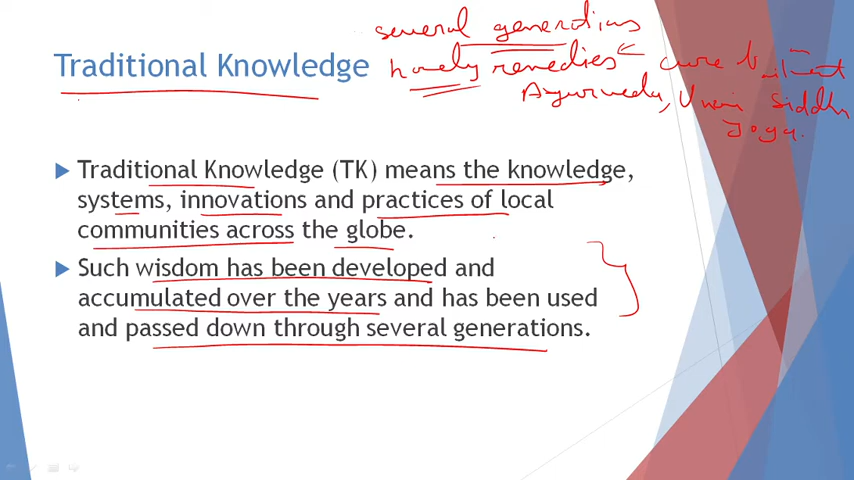 several generations
Traditional Knowledge
homely remedies
cure
Ayurveda, Unani Siddha
Yoga.
Traditional Knowledge (TK) means the knowledge,
systems, innovations and practices of local
communities across the globe.
Such wisdom has been developed and
accumulated over the years and has been used
and passed down through several generations.